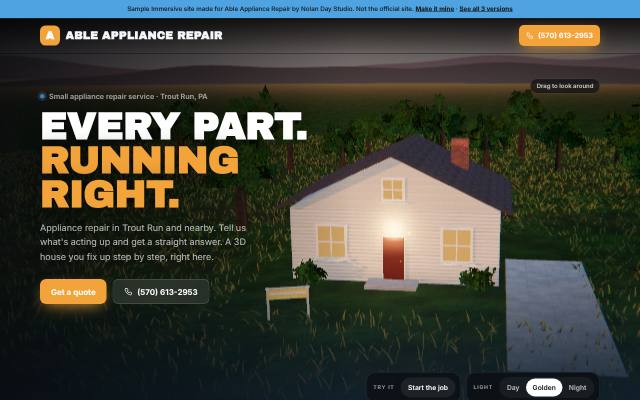 Sample Immersive site made for Able Appliance Repair by Nolan Day Studio. Not the official site. Make it mine · See all 3 versions
A ABLE APPLIANCE REPAIR
(570) 613-2953
Drag to look around
Small appliance repair service · Trout Run, PA
EVERY PART.
RUNNING
RIGHT.
Appliance repair in Trout Run and nearby. Tell us
what's acting up and get a straight answer. A 3D
house you fix up step by step, right here.
Get a quote
(570) 613-2953
TRY IT Start the job
LIGHT Day Golden Night